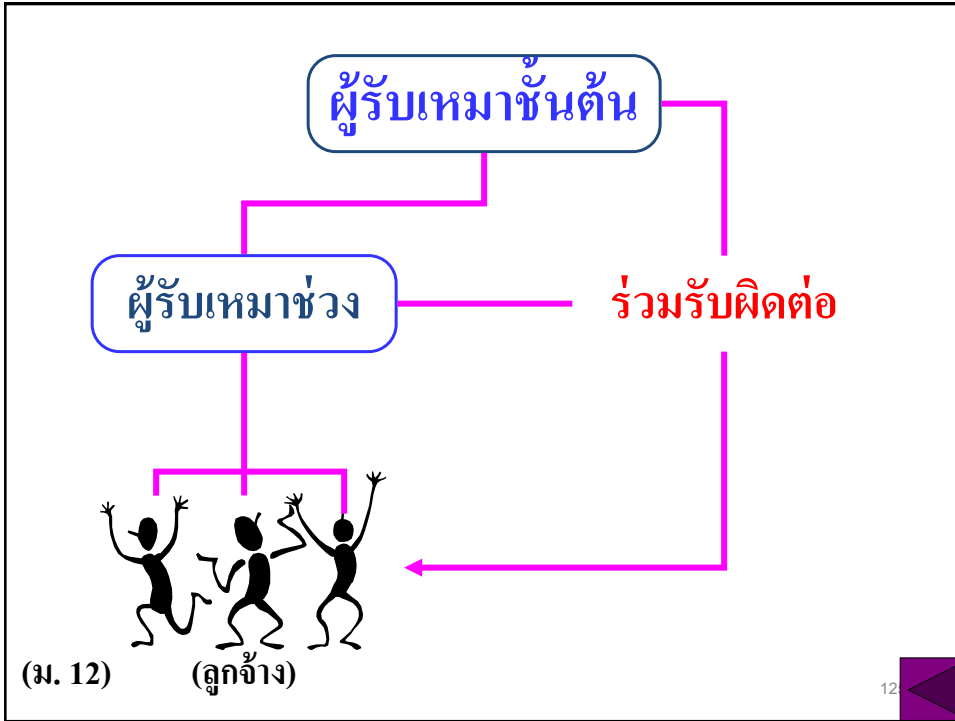 ผู้รับเหมาชั้นต้น
ผู้รับเหมาช่วง
ร่วมรับผิดต่อ
(ม. 12)
(ลูกจ้าง)